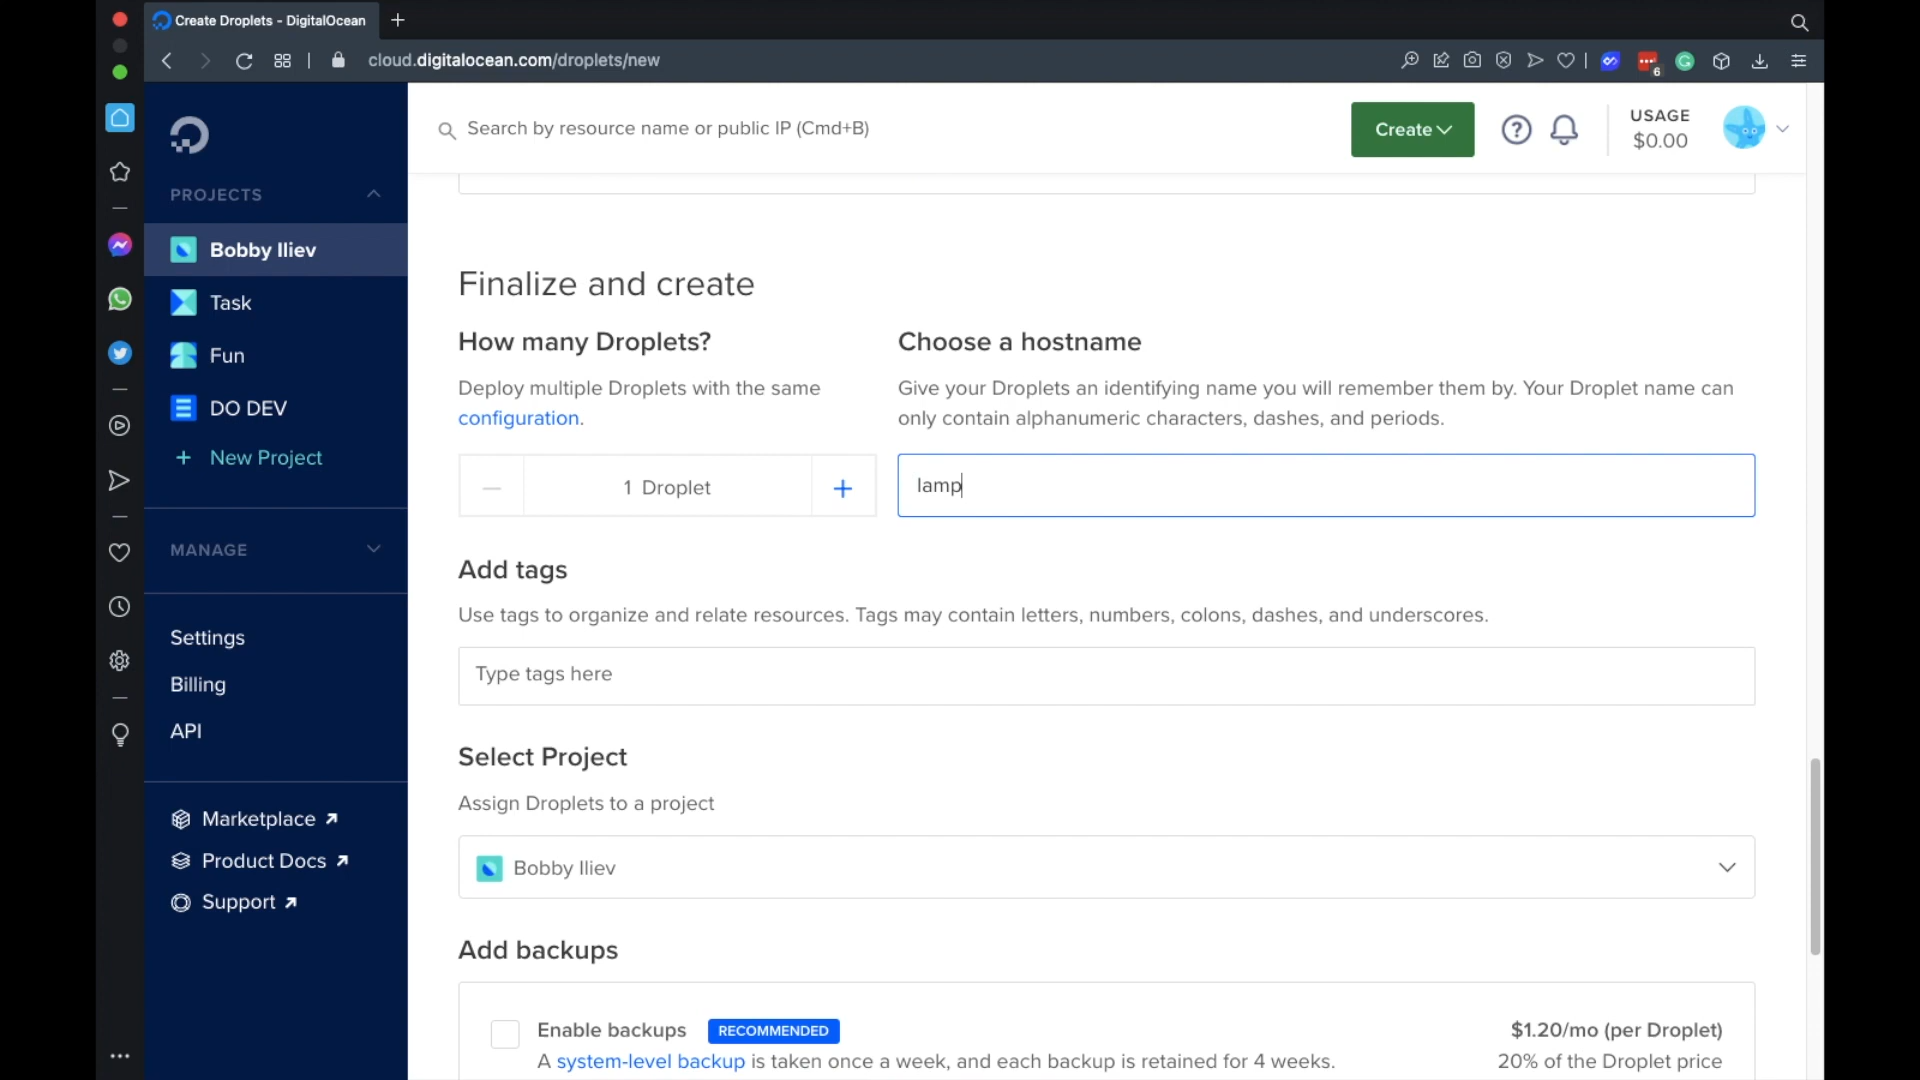 Create Droplets - DigitalOcean
cloud.digitalocean.com/droplets/new
6
Search by resource name or public IP (Cmd+B)
Create
USAGE
$0.00
PROJECTS
Bobby Iliev
Task
Fun
DO DEV
+ New Project
MANAGE
Settings
Billing
API
Marketplace
Product Docs
Support
Finalize and create
How many Droplets?
Deploy multiple Droplets with the same
configuration.
1 Droplet
Choose a hostname
Give your Droplets an identifying name you will remember them by. Your Droplet name can
only contain alphanumeric characters, dashes, and periods.
lamp
Add tags
Use tags to organize and relate resources. Tags may contain letters, numbers, colons, dashes, and underscores.
Type tags here
Select Project
Assign Droplets to a project
Bobby Iliev
Add backups
Enable backups RECOMMENDED $1.20/mo (per Droplet)
A system-level backup is taken once a week, and each backup is retained for 4 weeks. 20% of the Droplet price